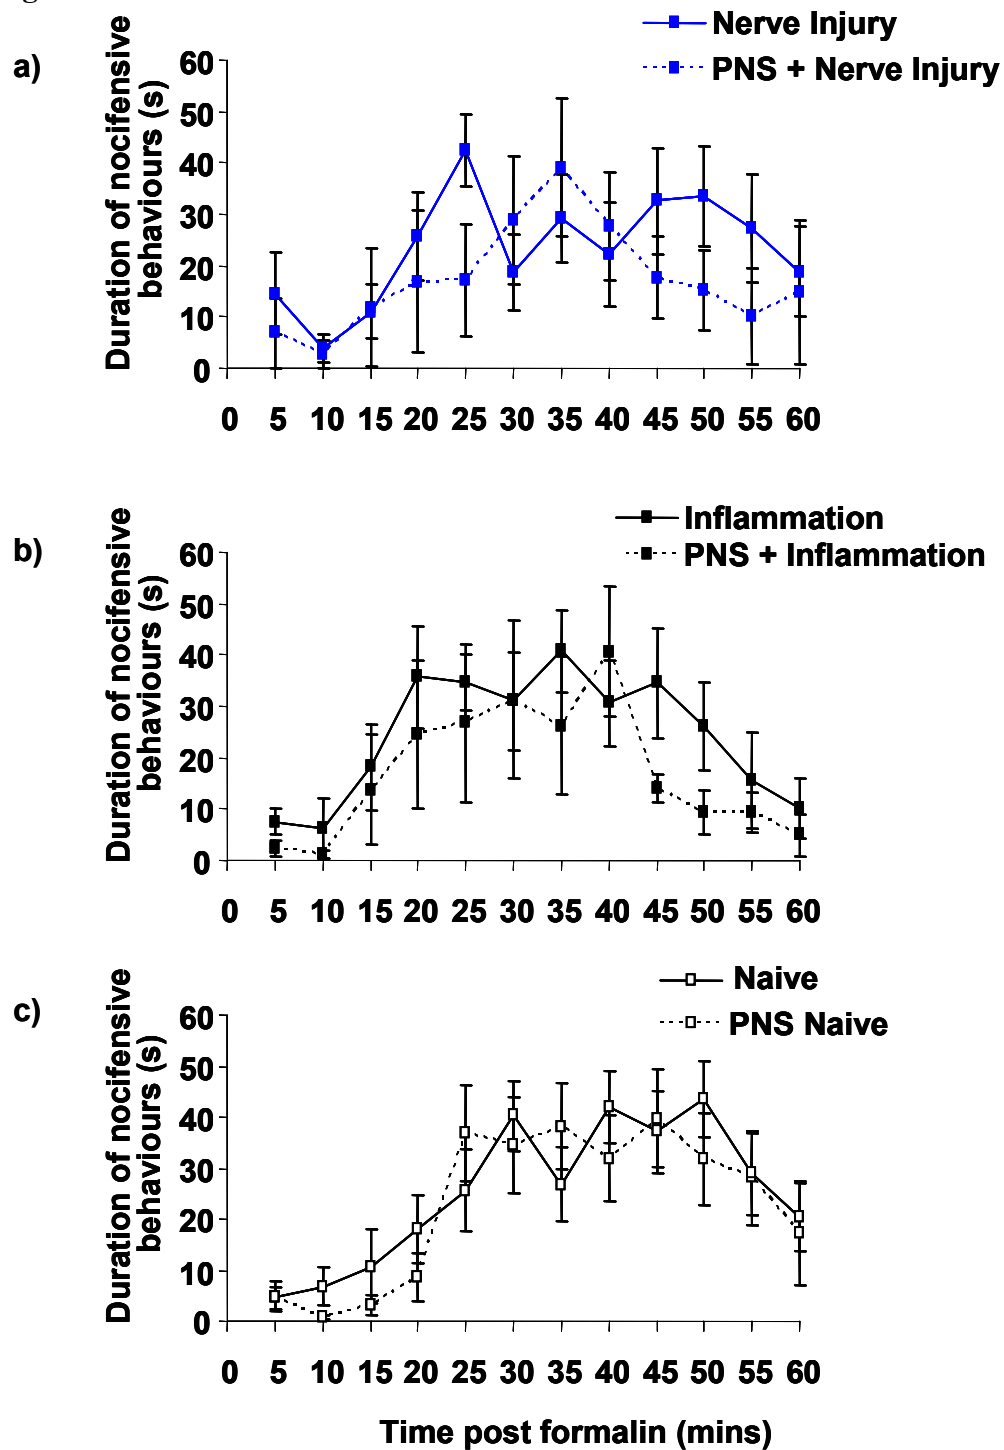 Nerve Injury
a)
PNS + Nerve Injury
Duration of nocifensive
behaviours (s)
60
50
40
30
20
10
0
0 5 10 15 20 25 30 35 40 45 50 55 60
Inflammation
b)
PNS + Inflammation
Duration of nocifensive
behaviours (s)
60
50
40
30
20
10
0
0 5 10 15 20 25 30 35 40 45 50 55 60
Naive
c)
PNS Naive
Duration of nocifensive
behaviours (s)
60
50
40
30
20
10
0
0 5 10 15 20 25 30 35 40 45 50 55 60
Time post formalin (mins)